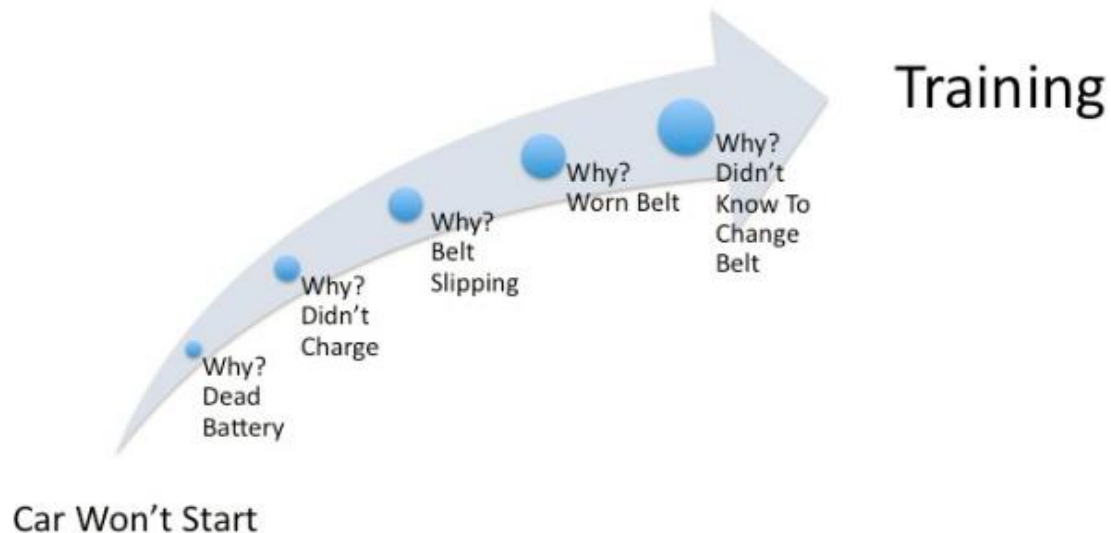 Training
Why?
Didn't
Know To
Change
Belt
Why?
Worn Belt
Why?
Belt
Slipping
Why?
Didn't
Charge
Why?
Dead
Battery
Car Won't Start